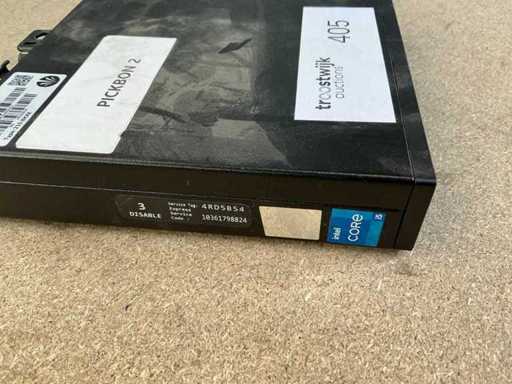 PICKBON 2
troostwijk
auctions
405
3
DISABLE
Service Tag:
4RD5B54
Express
Service
Code :
10361798824
intel
CORE
i5